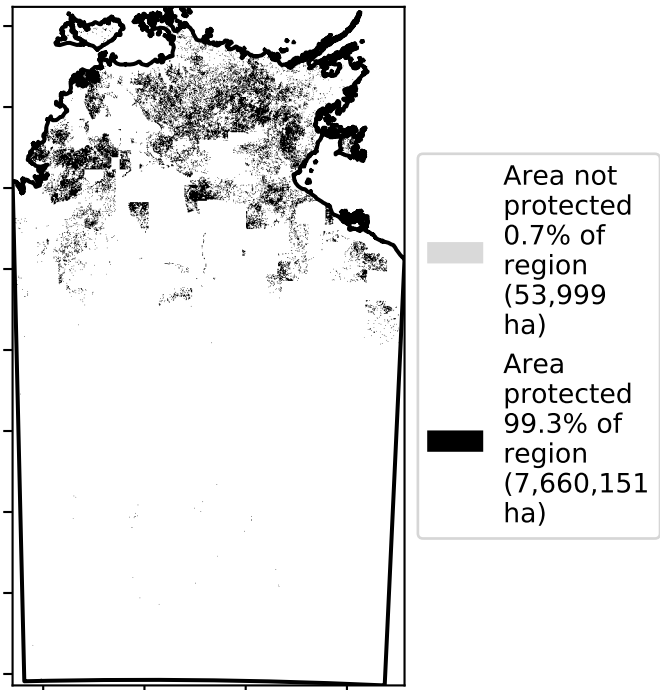 Area not
protected
0.7% of
region
(53,999
ha)
Area
protected
99.3% of
region
(7,660,151
ha)